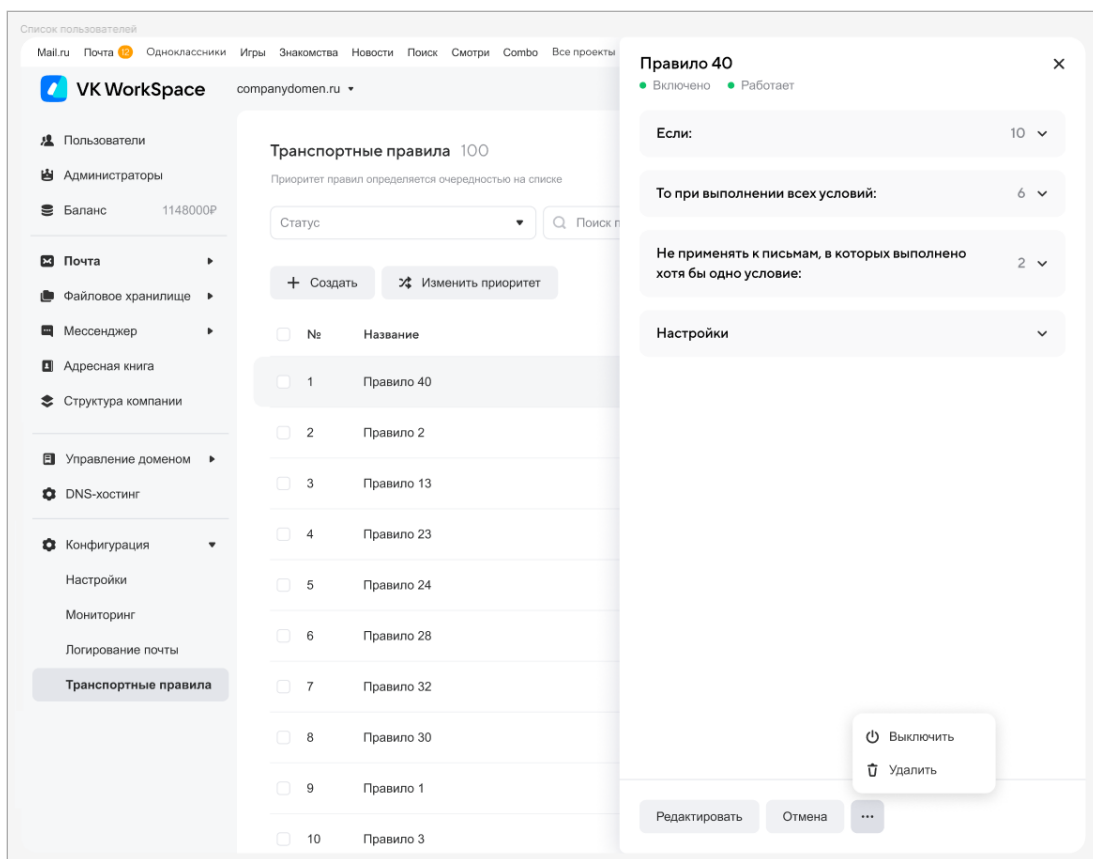 Список пользователей
Mail.ru Почта 12 Одноклассники Игры Знакомства Новости Поиск Смотри Combo Все проекты
VK WorkSpace
companydomen.ru
Пользователи
Администраторы
Баланс 1148000₽
Почта
Файловое хранилище
Мессенджер
Адресная книга
Структура компании
Управление доменом
DNS-хостинг
Конфигурация
Настройки
Мониторинг
Логирование почты
Транспортные правила
Транспортные правила 100
Приоритет правил определяется очередностью на списке
Статус
Поиск п
Создать
Изменить приоритет
№ Название
1 Правило 40
2 Правило 2
3 Правило 13
4 Правило 23
5 Правило 24
6 Правило 28
7 Правило 32
8 Правило 30
9 Правило 1
10 Правило 3
Правило 40
Включено Работает
Если: 10
То при выполнении всех условий: 6
Не применять к письмам, в которых выполнено
хотя бы одно условие: 2
Настройки
Выключить
Удалить
Редактировать Отмена ...